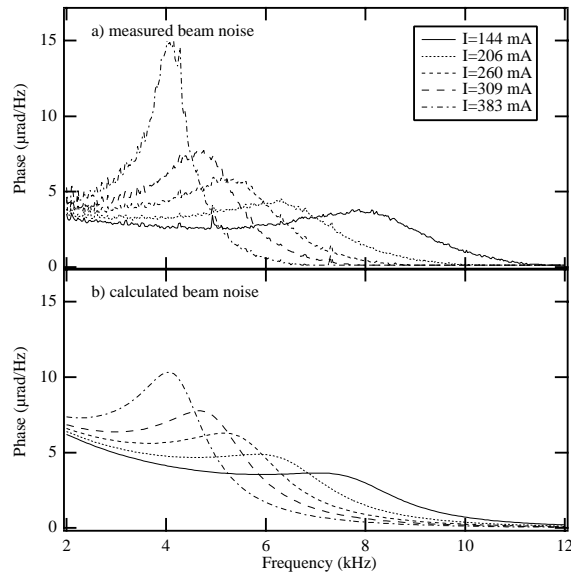 a) measured beam noise
I=144 mA
I=206 mA
I=260 mA
I=309 mA
I=383 mA
Phase (µrad/Hz)
15
10
5
0
b) calculated beam noise
Phase (µrad/Hz)
15
10
5
0
2 4 6 8 10 12
Frequency (kHz)